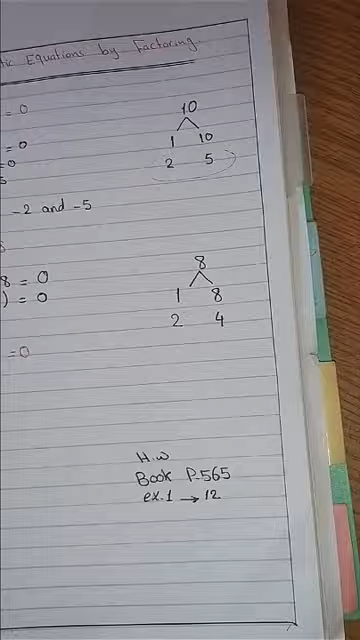 tic Equations by Factoring.
= 0
10
= 0
1 10
= 0
2 5
-2 and -5
8
8 = 0
1 8
) = 0
2 4
= 0
H.w
Book P.565
ex.1 → 12